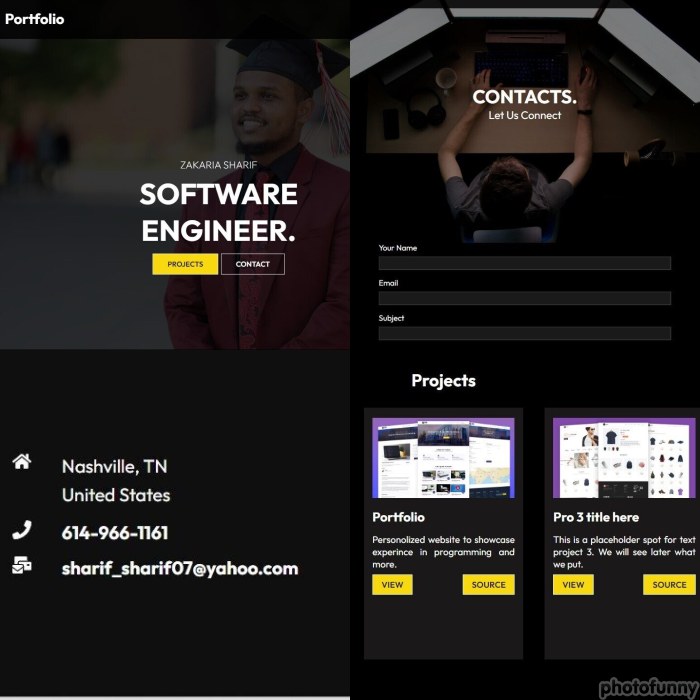 Portfolio
ZAKARIA SHARIF
SOFTWARE
ENGINEER.
PROJECTS
CONTACT
Nashville, TN
United States
614-966-1161
sharif_sharif07@yahoo.com
CONTACTS.
Let Us Connect
Your Name
Email
Subject
Projects
Portfolio
Personalized website to showcase
experince in programming and
more.
VIEW
SOURCE
Pro 3 title here
This is a placeholder spot for text
project 3. We will see later what
we put.
VIEW
SOURCE
photofunny